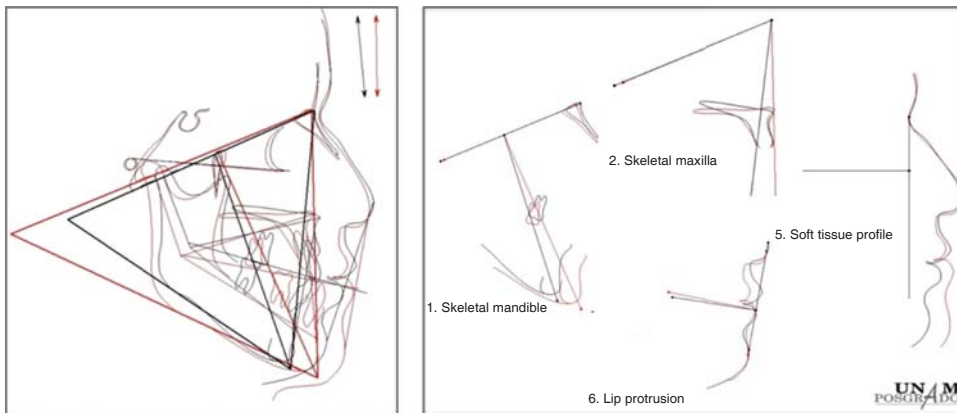 2. Skeletal maxilla
5. Soft tissue profile
1. Skeletal mandible
6. Lip protrusion
UNAM
POSGRADO